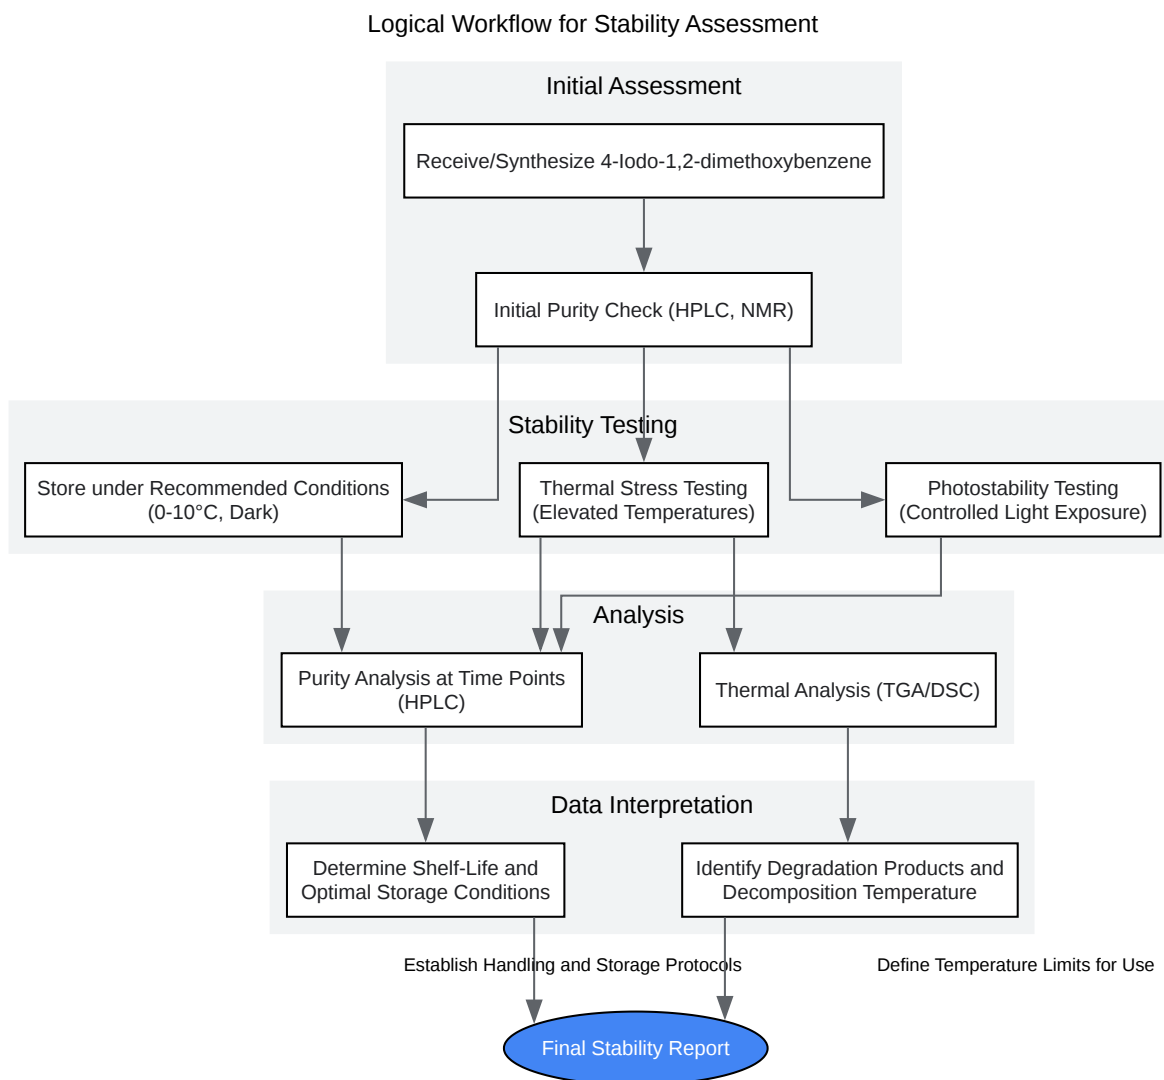 Logical Workflow for Stability Assessment
Initial Assessment
Receive/Synthesize 4-Iodo-1,2-dimethoxybenzene
Initial Purity Check (HPLC, NMR)
Stability Testing
Store under Recommended Conditions
(0-10°C, Dark)
Thermal Stress Testing
(Elevated Temperatures)
Photostability Testing
(Controlled Light Exposure)
Analysis
Purity Analysis at Time Points
(HPLC)
Thermal Analysis (TGA/DSC)
Data Interpretation
Determine Shelf-Life and
Optimal Storage Conditions
Identify Degradation Products and
Decomposition Temperature
Establish Handling and Storage Protocols
Define Temperature Limits for Use
Final Stability Report